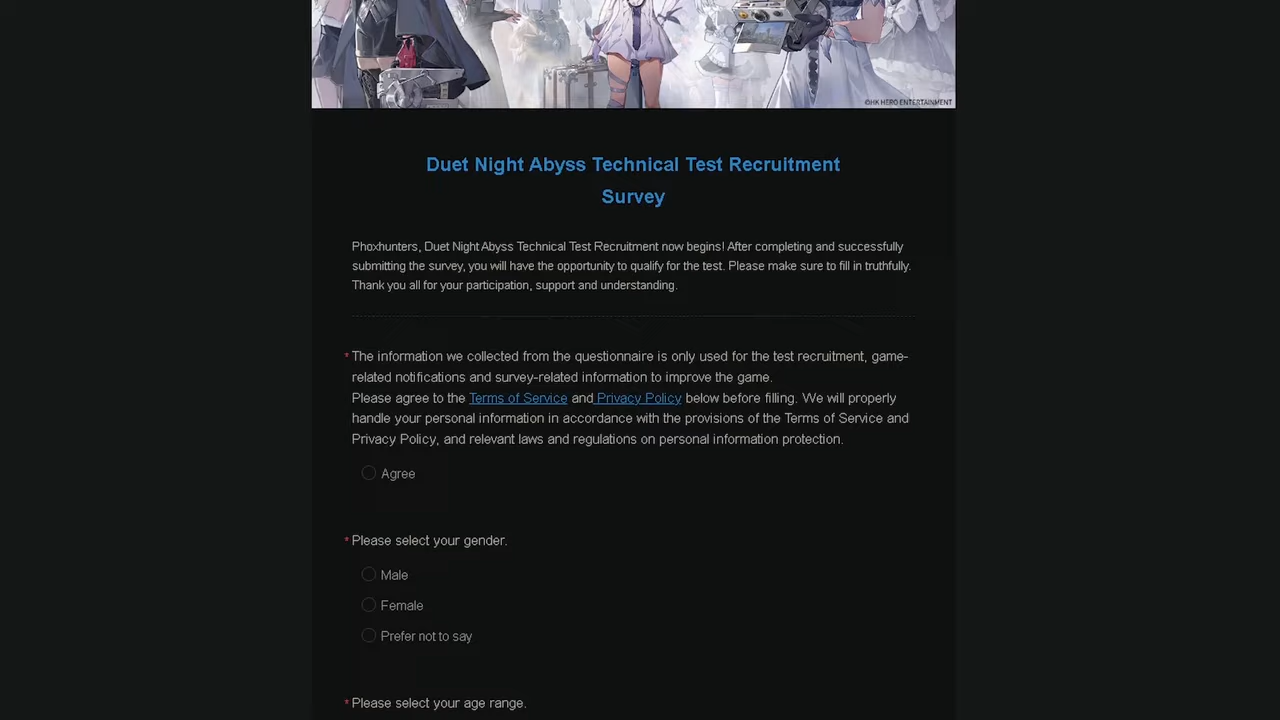 ©HK HERO ENTERTAINMENT
Duet Night Abyss Technical Test Recruitment
Survey
Phoxhunters, Duet Night Abyss Technical Test Recruitment now begins! After completing and successfully
submitting the survey, you will have the opportunity to qualify for the test. Please make sure to fill in truthfully.
Thank you all for your participation, support and understanding.
* The information we collected from the questionnaire is only used for the test recruitment, game-
related notifications and survey-related information to improve the game.
Please agree to the Terms of Service and Privacy Policy below before filling. We will properly
handle your personal information in accordance with the provisions of the Terms of Service and
Privacy Policy, and relevant laws and regulations on personal information protection.
Agree
* Please select your gender.
Male
Female
Prefer not to say
* Please select your age range.